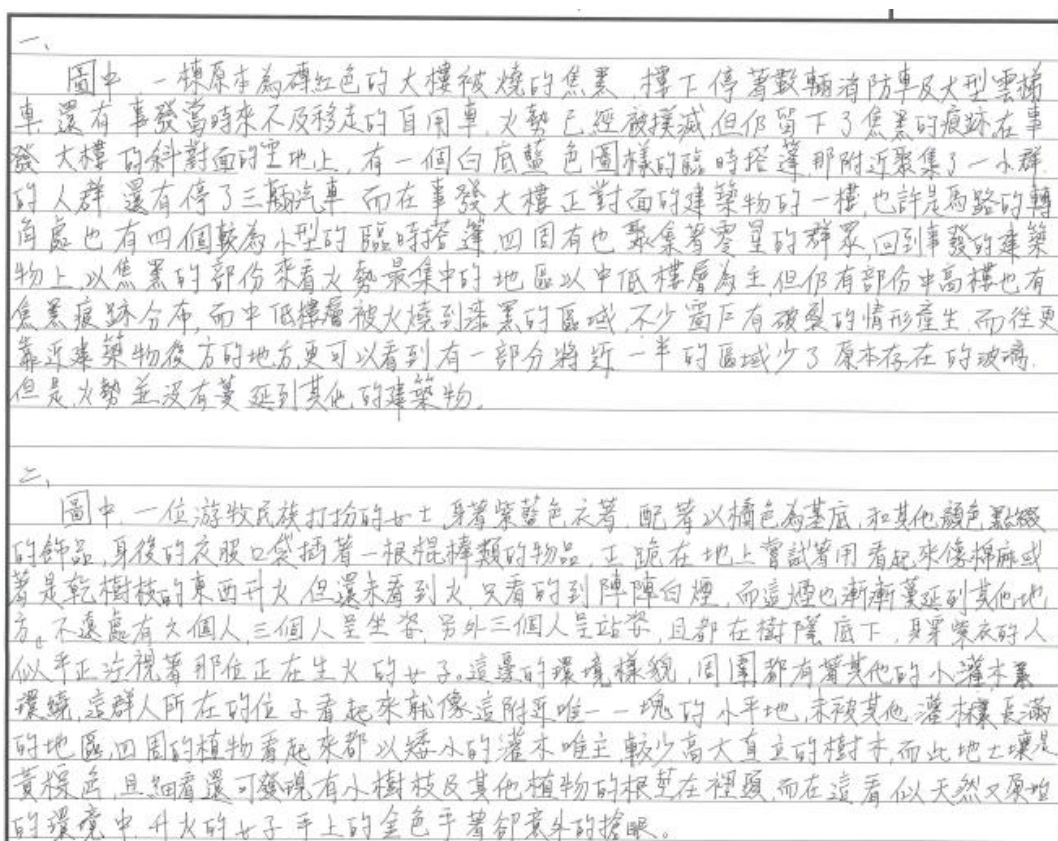 一、
圖中,一棟原本為磚紅色的大樓被燒的焦黑,樓下停著數輛消防車及大型雲梯
車,還有事發當時來不及移走的自用車,火勢已經被撲滅,但仍留下了焦黑的痕跡,在事
發大樓的斜對面的空地上,有一個白底藍色圖樣的臨時搭蓬,那附近聚集了一小群
的人群,還有停了三輛汽車,而在事發大樓正對面的建築物的一樓也許是馬路的轉
角處也有四個較為小型的臨時搭蓬,四周有也聚集著零星的群眾,回到事發的建築
物上,以焦黑的部份來看火勢最集中的地區以中低樓層為主,但仍有部份中高樓也有
焦黑痕跡分布,而中低樓層被火燒到漆黑的區域,不少窗戶有破裂的情形產生,而往更
靠近建築物後方的地方,更可以看到有一部分將近一半的區域少了原本存在的玻璃,
但是,火勢並沒有蔓延到其他的建築物。
二、
圖中,一位游牧民族打扮的女士,身著紫藍色衣著,配著以橘色為基底,和其他顏色點綴
的飾品,身後的衣服口袋插著一根棍棒類的物品,正跪在地上嘗試著用看起來像棉麻或
著是乾樹枝的東西升火,但還未看到火,只看的到陣陣白煙,而這煙也漸漸蔓延到其他地
方。不遠處有六個人,三個人呈坐姿,另外三個人呈站姿,且都在樹蔭底下,身穿紫衣的人
似乎正注視著那位正在生火的女子。這邊的環境樣貌,周圍都有著其他的小灌木叢
環繞,這群人所在的位子看起來就像這附近唯一一塊的小平地,未被其他灌木叢長滿
的地區,四周的植物看起來都以矮小的灌木唯主,較少高大直立的樹木,而此地土壤是
黃棕色,且細看還可發現有小樹枝及其他植物的根莖在裡頭,而在這看似天然又原始
的環境中,升火的女子手上的金色手著卻意外的搶眼。